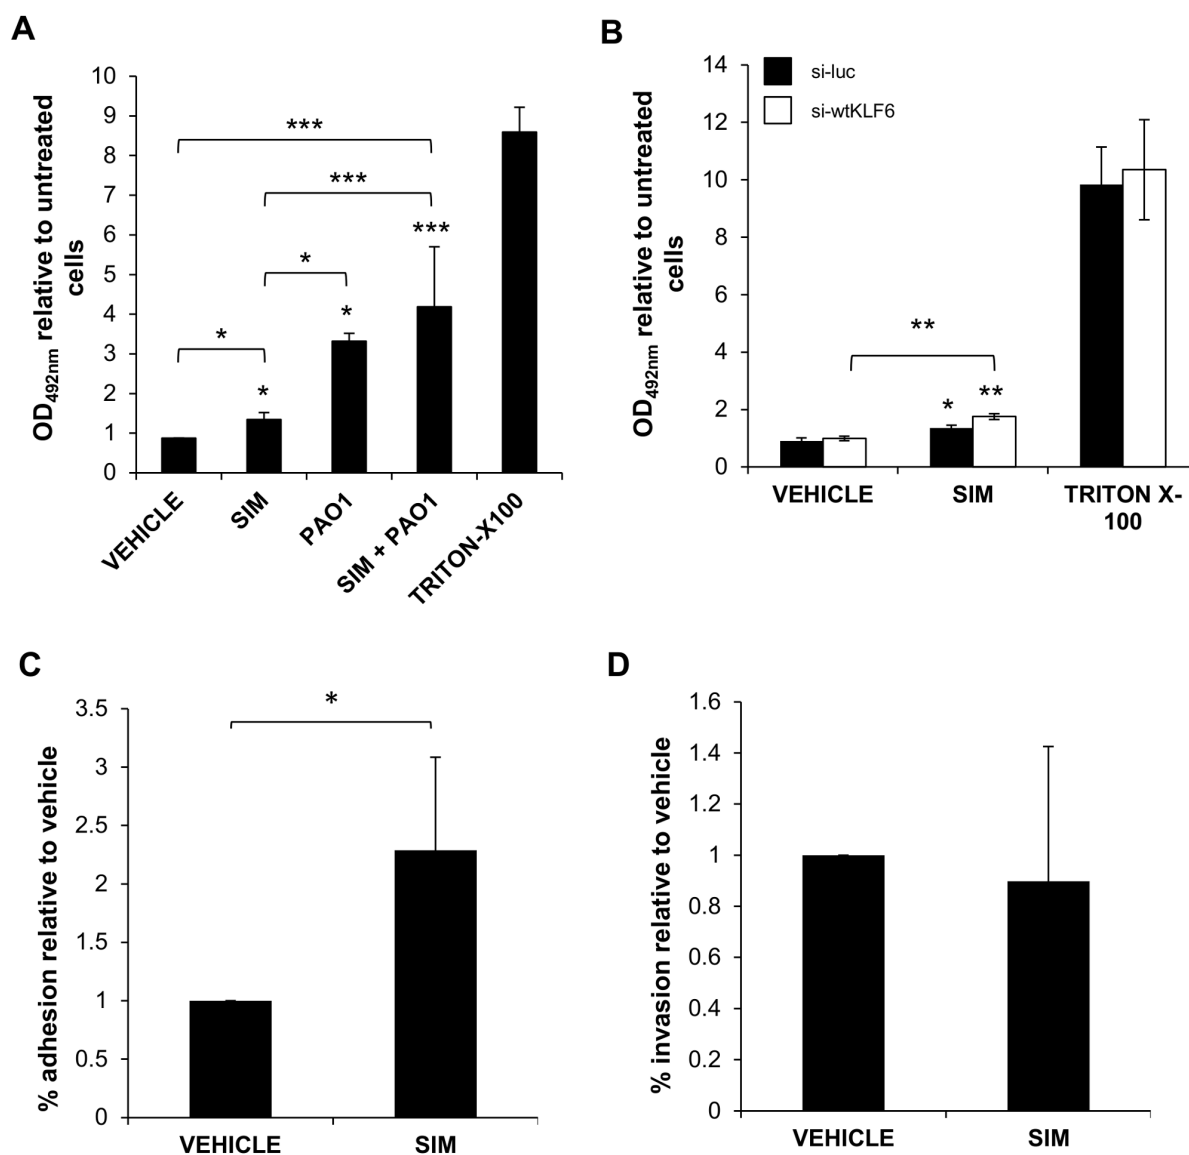 A
OD492nm relative to untreated
cells
10
9
8
7
6
5
4
3
2
1
0
***
***
***
*
*
*
*
VEHICLE
SIM
PAO1
SIM + PAO1
TRITON-X100
B
OD492nm relative to untreated
cells
14
12
10
8
6
4
2
0
si-luc
si-wtKLF6
**
*
**
VEHICLE
SIM
TRITON X-
100
C
% adhesion relative to vehicle
3.5
3
2.5
2
1.5
1
0.5
0
*
VEHICLE
SIM
D
% invasion relative to vehicle
1.6
1.4
1.2
1
0.8
0.6
0.4
0.2
0
VEHICLE
SIM